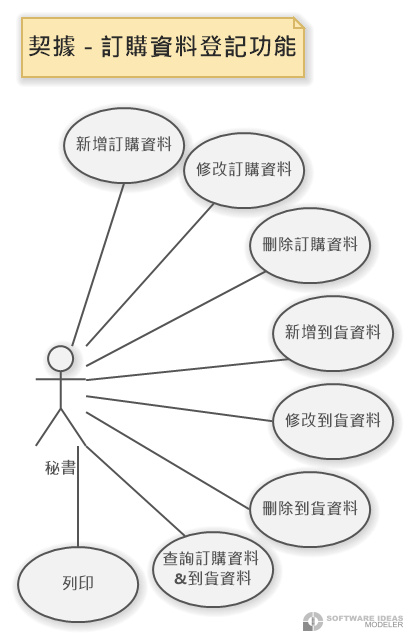 契據 - 訂購資料登記功能
新增訂購資料
修改訂購資料
刪除訂購資料
新增到貨資料
修改到貨資料
刪除到貨資料
秘書
查詢訂購資料
&到貨資料
列印
SOFTWARE IDEAS
MODELER